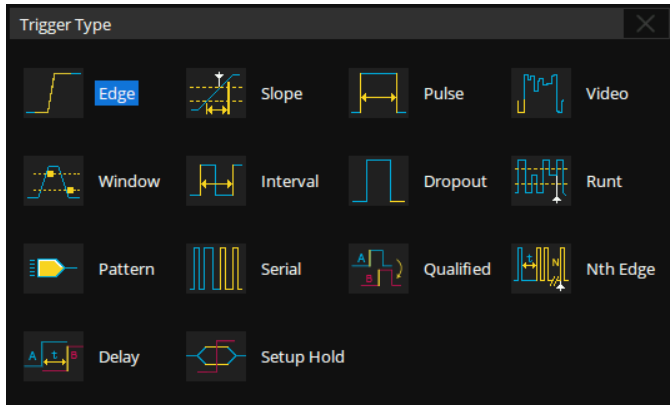 Trigger Type
Edge Slope Pulse Video
Window Interval Dropout Runt
Pattern Serial A B Qualified t N Nth Edge
A t B Delay Setup Hold